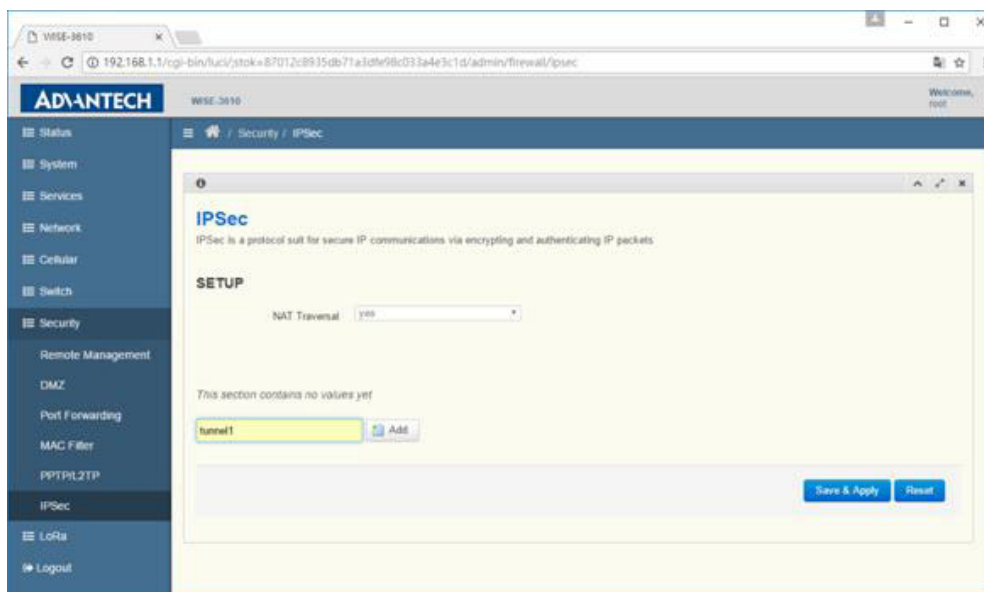 WISE-3610
192.168.1.1/cgi-bin/luci/;stok=87012c8935db71a3dfe98c033a4e3c1d/admin/firewall/ipsec
ADVANTECH
WISE-3610
Welcome,
root
Status
/ Security / IPSec
System
Services
Network
Cellular
Switch
Security
Remote Management
DMZ
Port Forwarding
MAC Filter
PPTP/L2TP
IPSec
LoRa
Logout
IPSec
IPSec is a protocol suit for secure IP communications via encrypting and authenticating IP packets
SETUP
NAT Traversal yes
This section contains no values yet
tunnel1 Add
Save & Apply Reset